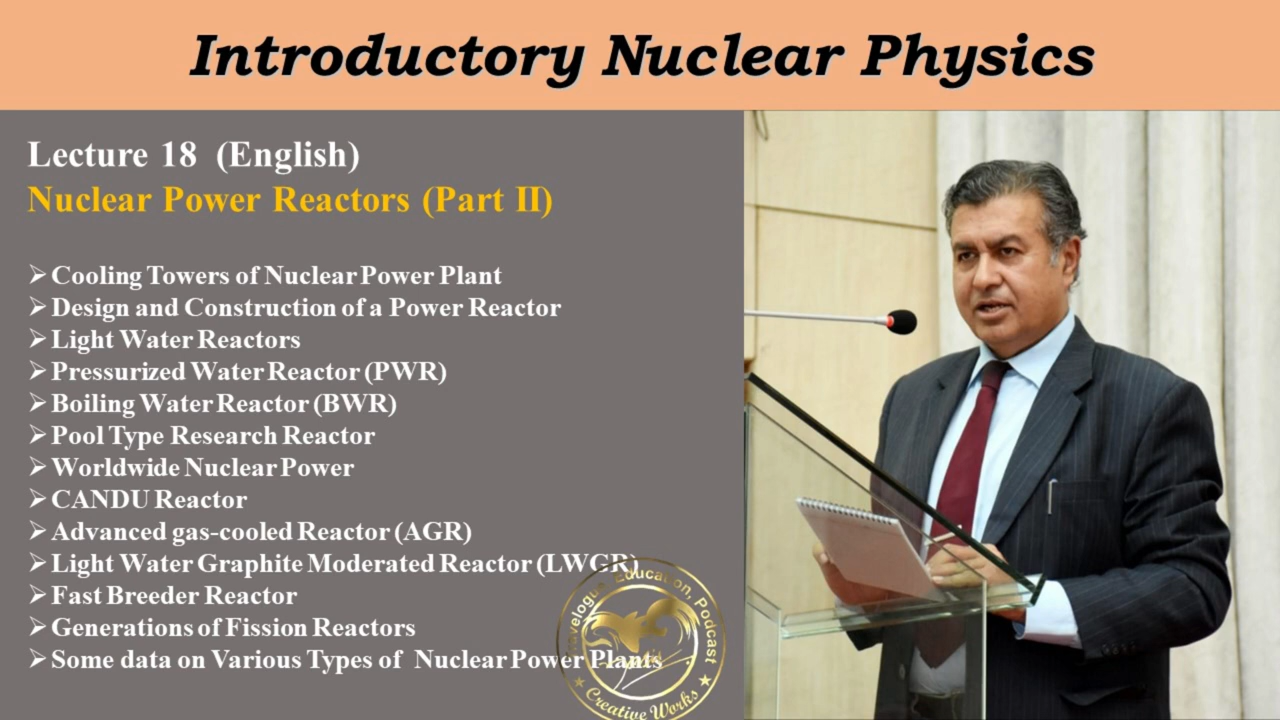 Introductory Nuclear Physics
Lecture 18 (English)
Nuclear Power Reactors (Part II)
➢Cooling Towers of Nuclear Power Plant
➢Design and Construction of a Power Reactor
➢Light Water Reactors
➢Pressurized Water Reactor (PWR)
➢Boiling Water Reactor (BWR)
➢Pool Type Research Reactor
➢Worldwide Nuclear Power
➢CANDU Reactor
➢Advanced gas-cooled Reactor (AGR)
➢Light Water Graphite Moderated Reactor (LWGR)
➢Fast Breeder Reactor
➢Generations of Fission Reactors
➢Some data on Various Types of Nuclear Power Plants
Education, Podcast
Creative Works